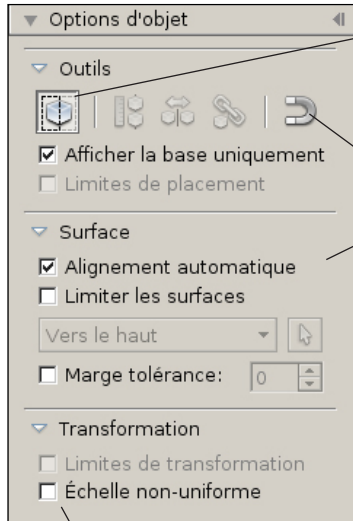 Options d'objet
Outils
Afficher la base uniquement
Limites de placement
Surface
Alignement automatique
Limiter les surfaces
Vers le haut
Marge tolérance: 0
Transformation
Limites de transformation
Échelle non-uniforme